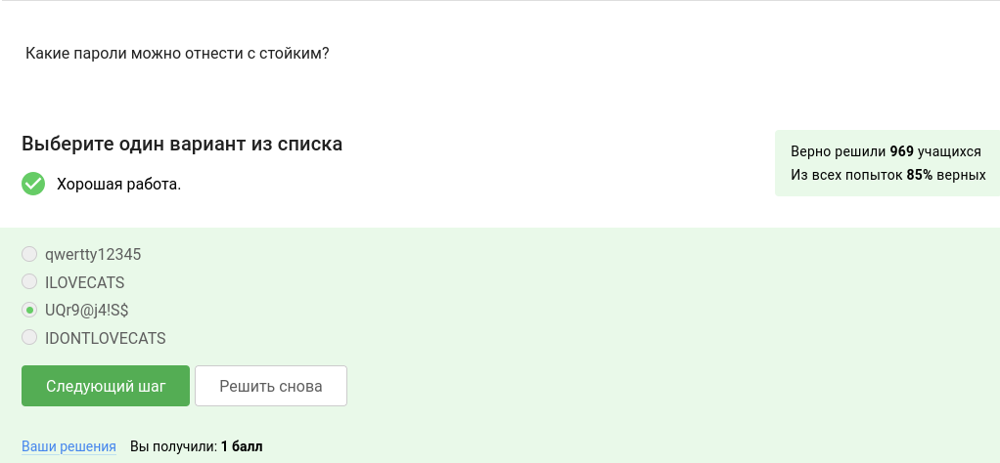 Какие пароли можно отнести с стойким?
Выберите один вариант из списка
Хорошая работа.
Верно решили 969 учащихся
Из всех попыток 85% верных
qwertty12345
ILOVECATS
UQr9@j4!S$
IDONTLOVECATS
Следующий шаг Решить снова
Ваши решения Вы получили: 1 балл